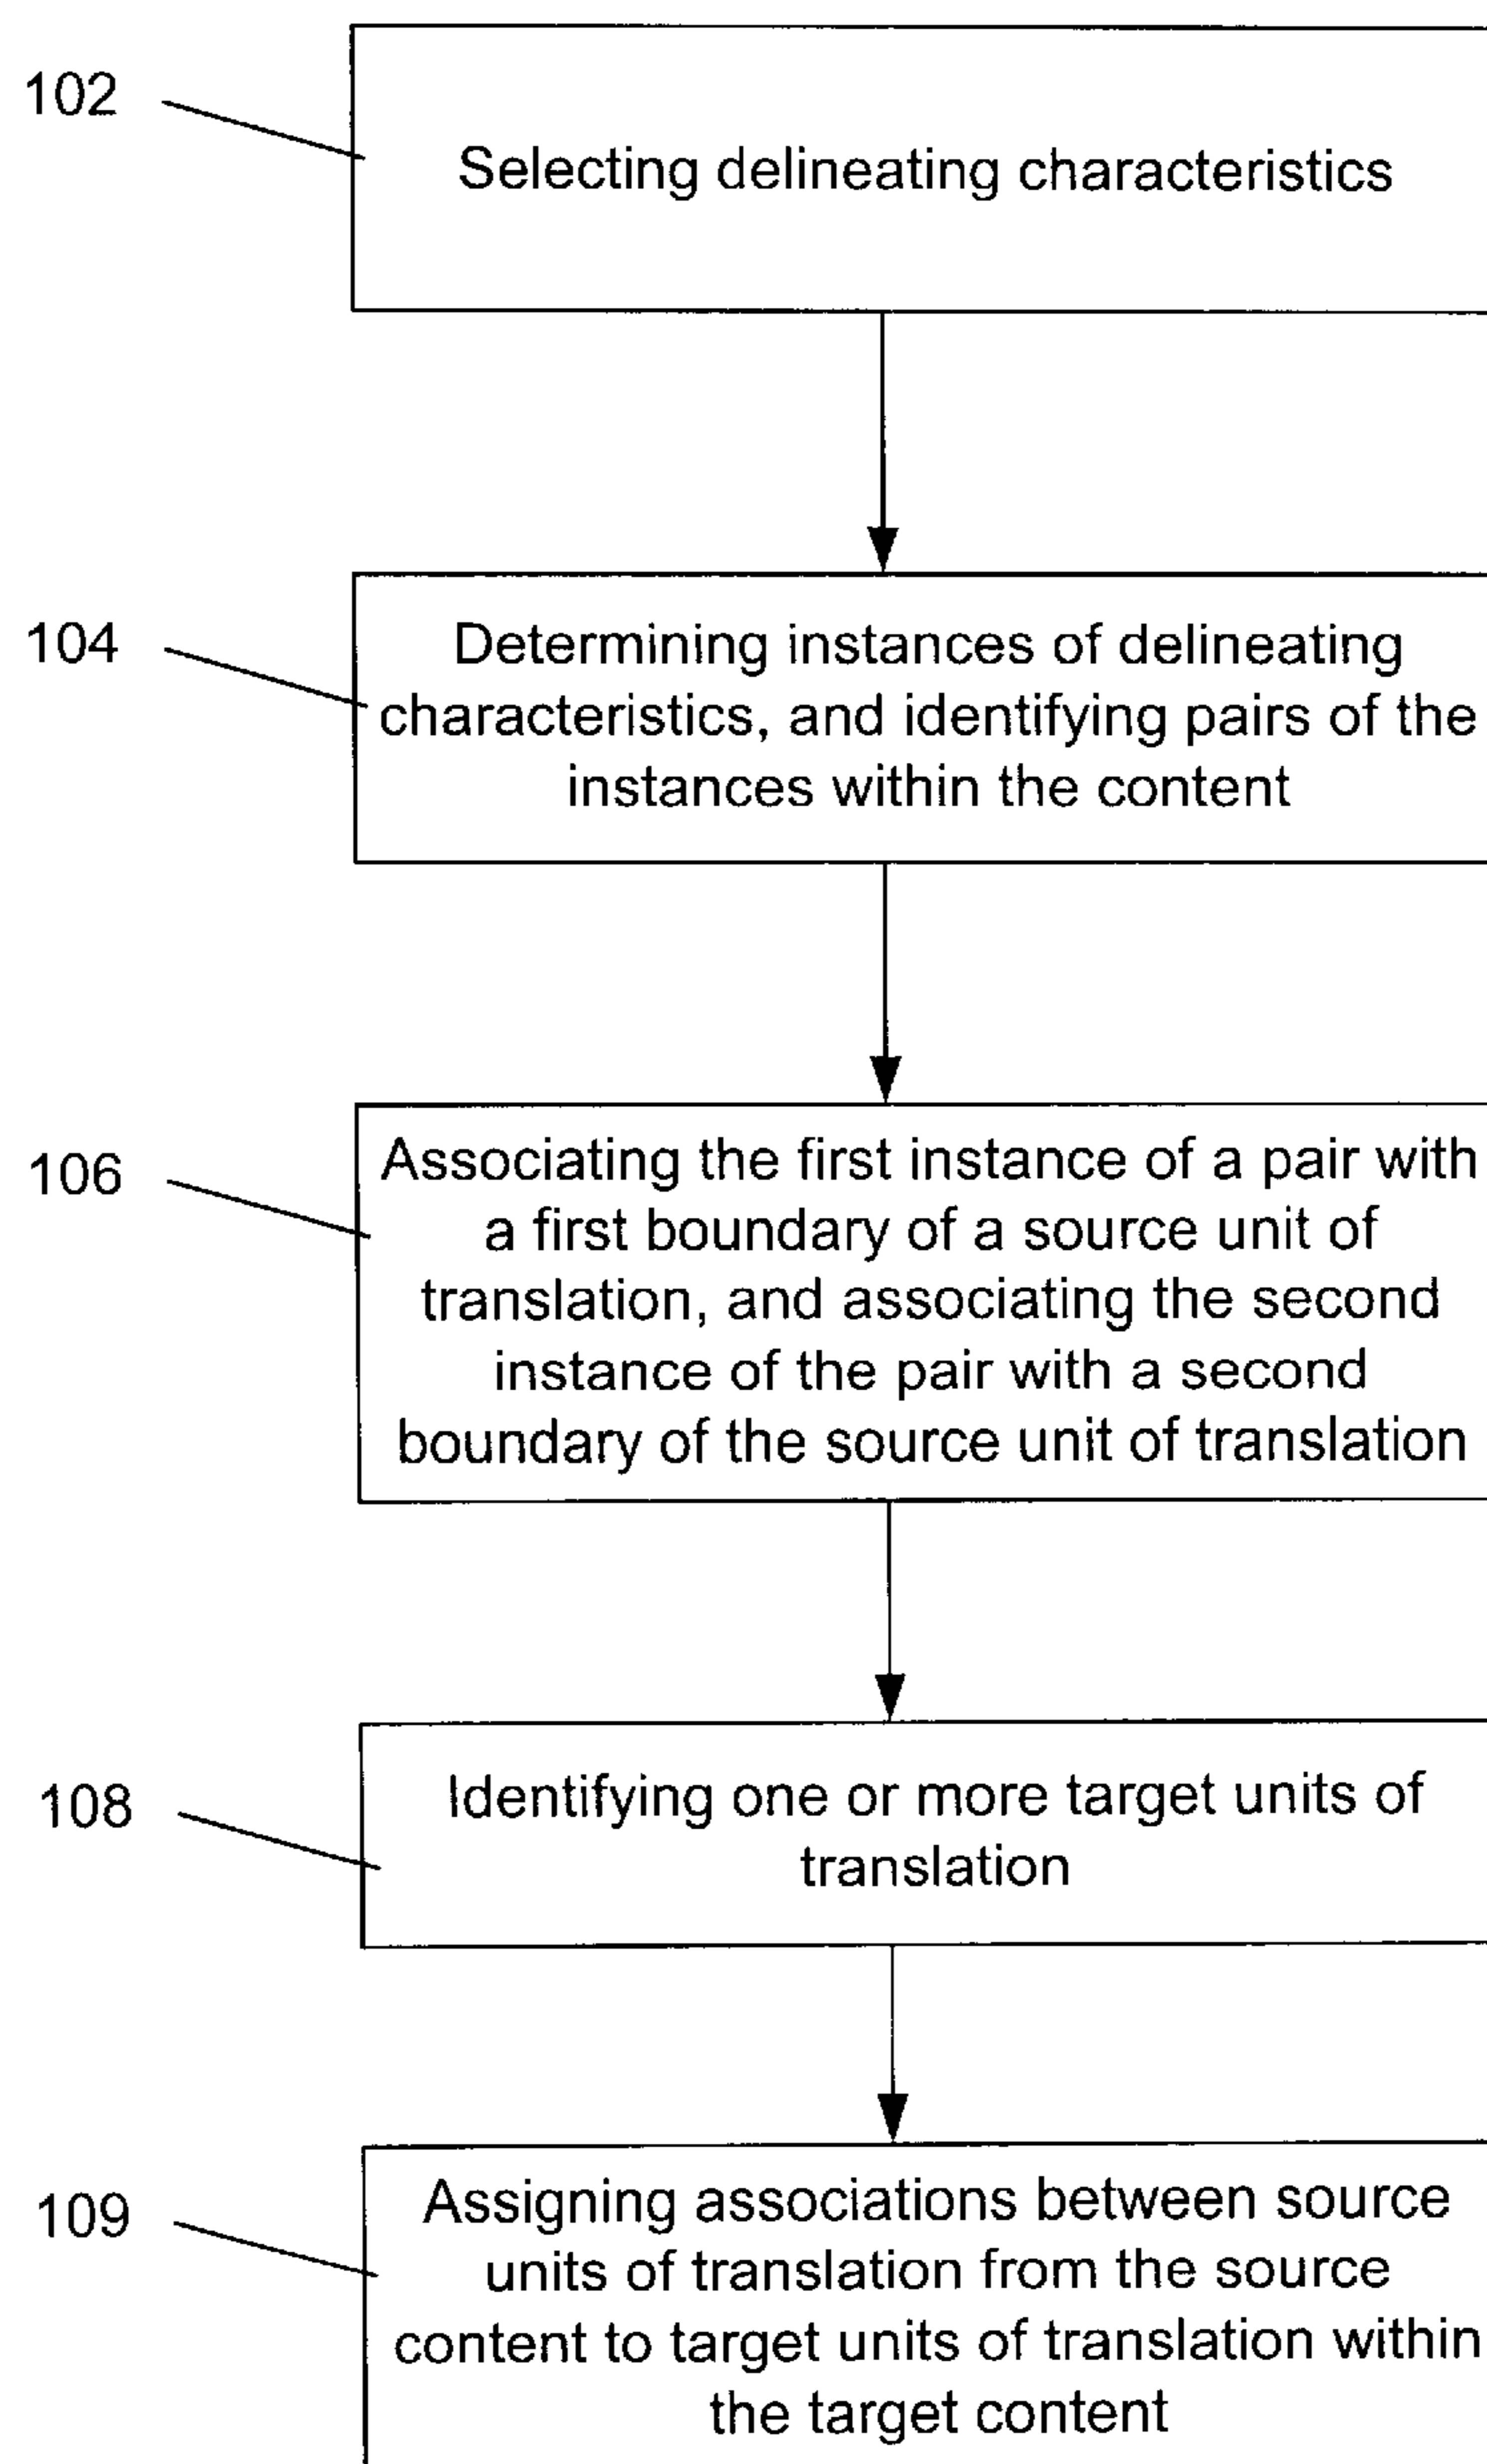 102
Selecting delineating characteristics
104
Determining instances of delineating
characteristics, and identifying pairs of the
instances within the content
106
Associating the first instance of a pair with
a first boundary of a source unit of
translation, and associating the second
instance of the pair with a second
boundary of the source unit of translation
108
Identifying one or more target units of
translation
109
Assigning associations between source
units of translation from the source
content to target units of translation within
the target content